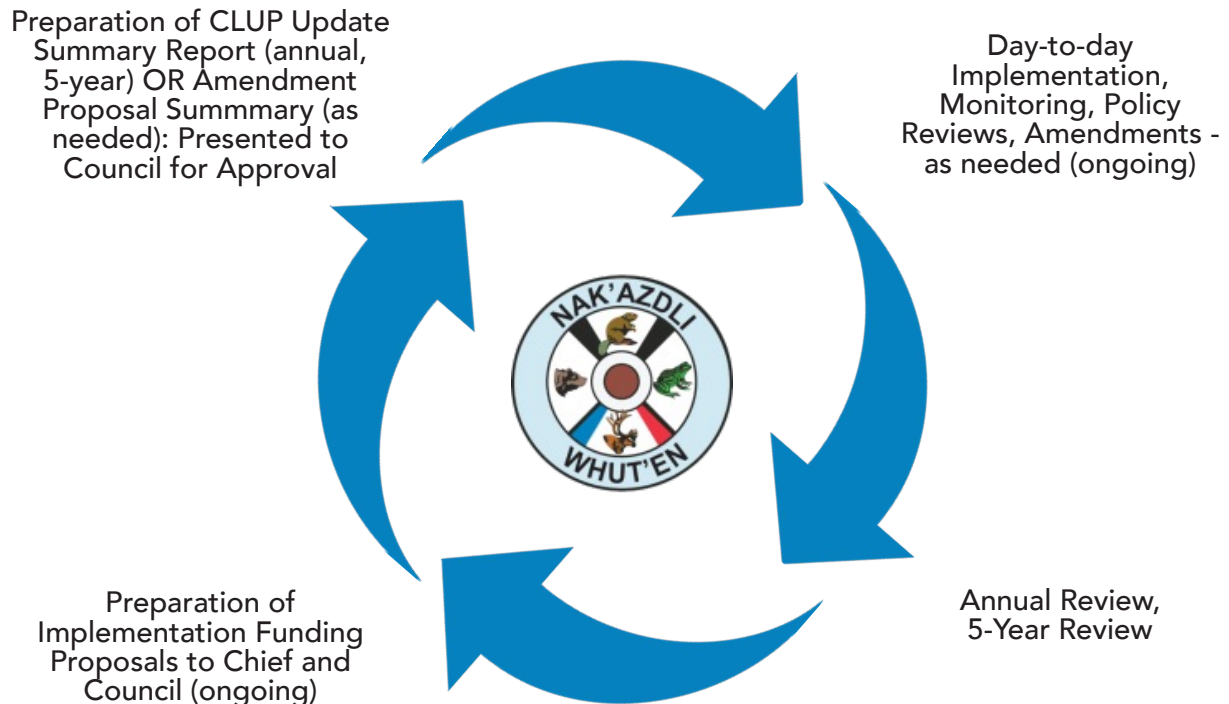 Preparation of CLUP Update
Summary Report (annual,
5-year) OR Amendment
Proposal Summmary (as
needed): Presented to
Council for Approval
Day-to-day
Implementation,
Monitoring, Policy
Reviews, Amendments -
as needed (ongoing)
NAK'AZDLI
WHUT'EN
Preparation of
Implementation Funding
Proposals to Chief and
Council (ongoing)
Annual Review,
5-Year Review